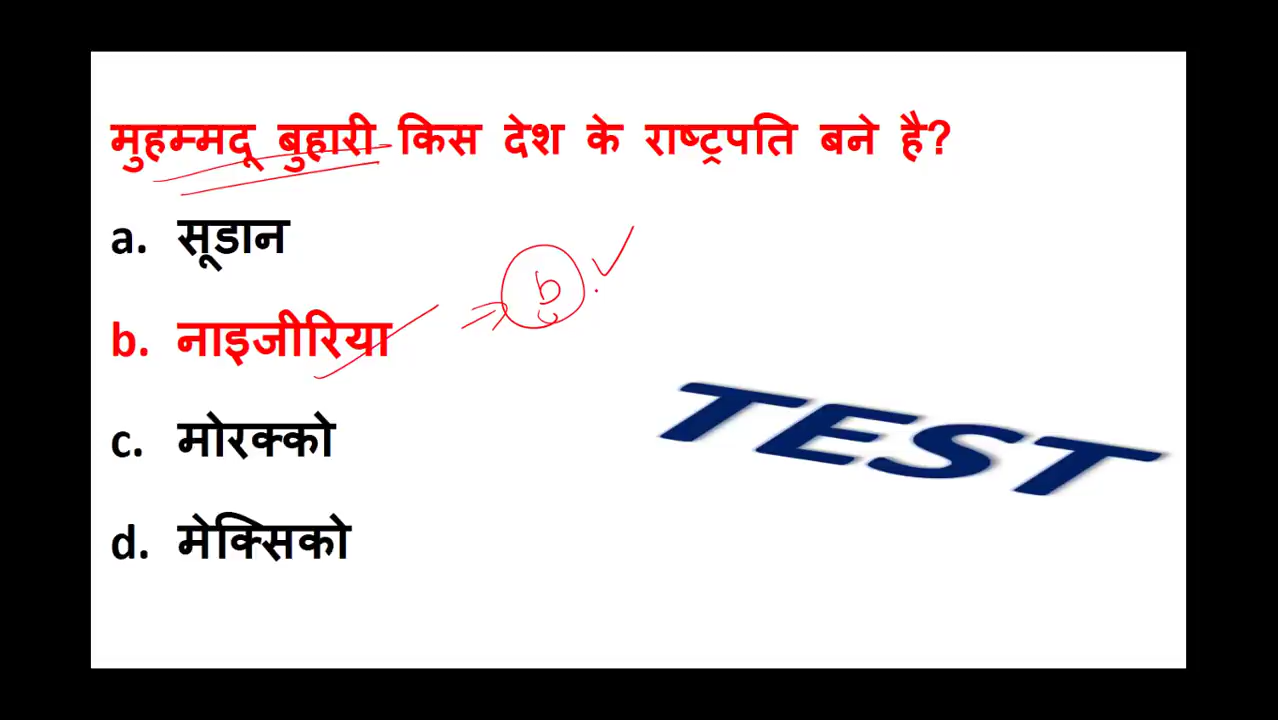 मुहम्मदू बुहारी किस देश के राष्ट्रपति बने है?
a. सूडान
b
b. नाइजीरिया
c. मोरक्को
TEST
d. मेक्सिको